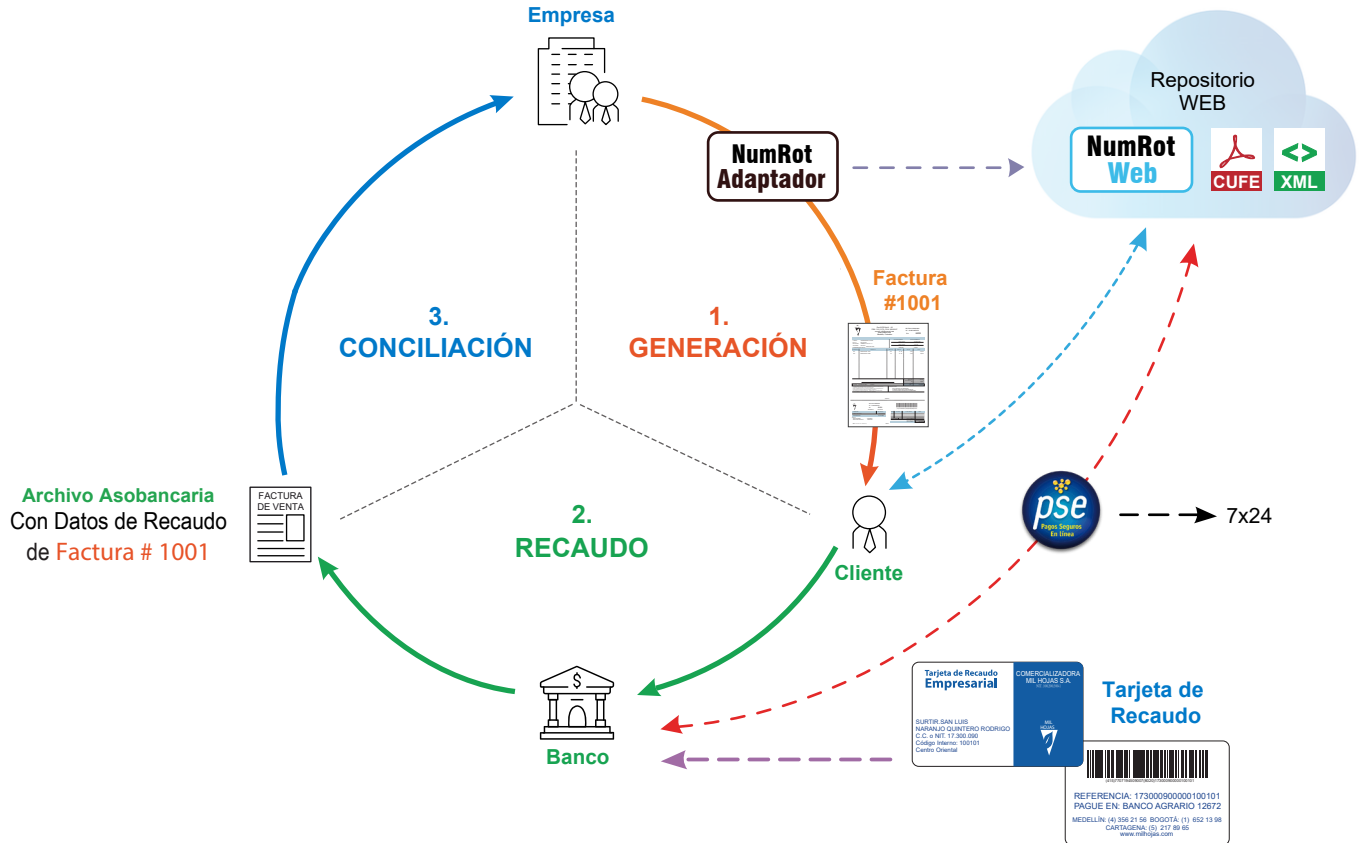 Empresa
Repositorio
WEB
NumRot
Web
CUFE
XML
NumRot
Adaptador
Factura
#1001
3.
CONCILIACIÓN
1.
GENERACIÓN
Archivo Asobancaria
Con Datos de Recaudo
de Factura # 1001
FACTURA
DE VENTA
2.
RECAUDO
Cliente
pse
Pagos Seguros
En Línea
7x24
$
Banco
Tarjeta de Recaudo
Empresarial
COMERCIALIZADORA
MIL HOJAS S.A.
SURTIR.SAN LUIS
NARANJO QUINTERO RODRIGO
C.C. o NIT. 17.300.090
Código Interno: 100101
Centro Oriental
MIL
HOJAS
Tarjeta de
Recaudo
REFERENCIA: 173000900000100101
PAGUE EN: BANCO AGRARIO 12672
MEDELLÍN: (4) 356 21 56 BOGOTÁ: (1) 652 13 98
CARTAGENA: (5) 217 89 65
www.milhojas.com